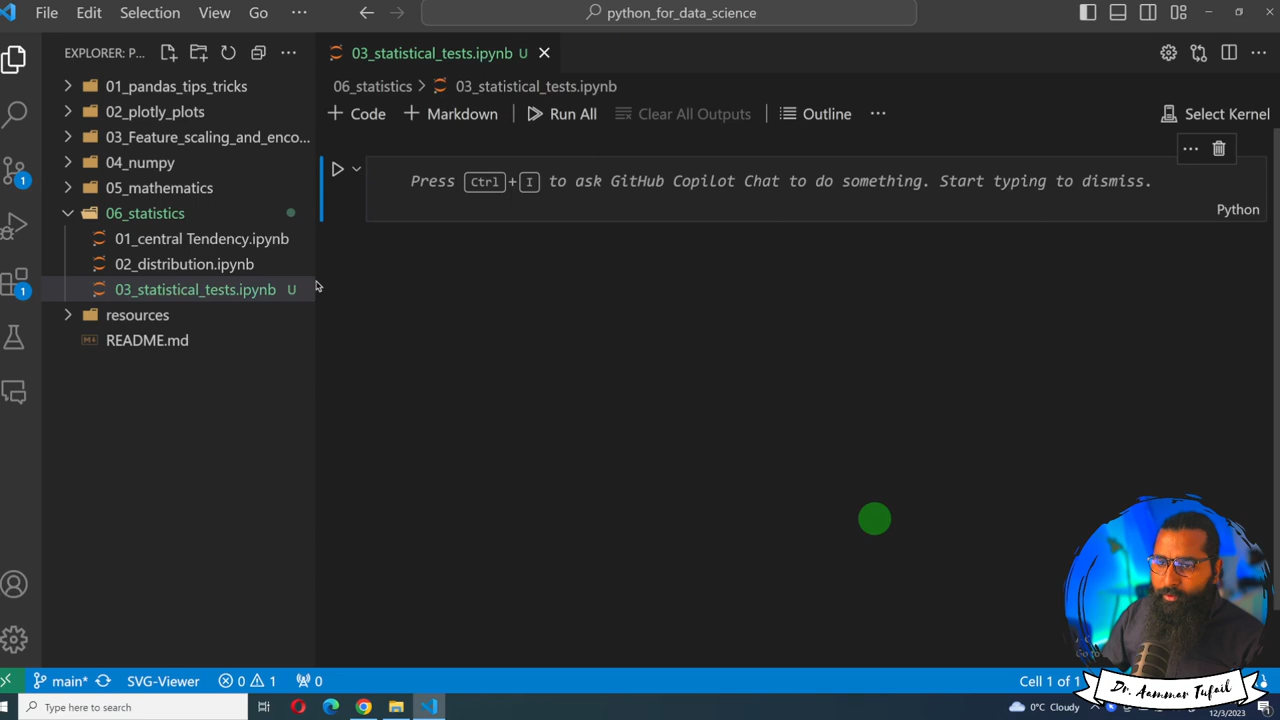 File Edit Selection View Go ··· python_for_data_science
EXPLORER: P... ···
01_pandas_tips_tricks
02_plotly_plots
03_Feature_scaling_and_enco...
04_numpy
05_mathematics
06_statistics
01_central Tendency.ipynb
02_distribution.ipynb
03_statistical_tests.ipynb U
resources
README.md
03_statistical_tests.ipynb U
06_statistics > 03_statistical_tests.ipynb
+ Code + Markdown Run All Clear All Outputs Outline ··· Select Kernel
Press Ctrl+I to ask GitHub Copilot Chat to do something. Start typing to dismiss.
Python
1
1
Dr. Aammar Tufail
main* SVG-Viewer 0 1 0 Cell 1 of 1
Type here to search 0°C Cloudy
12/3/2023